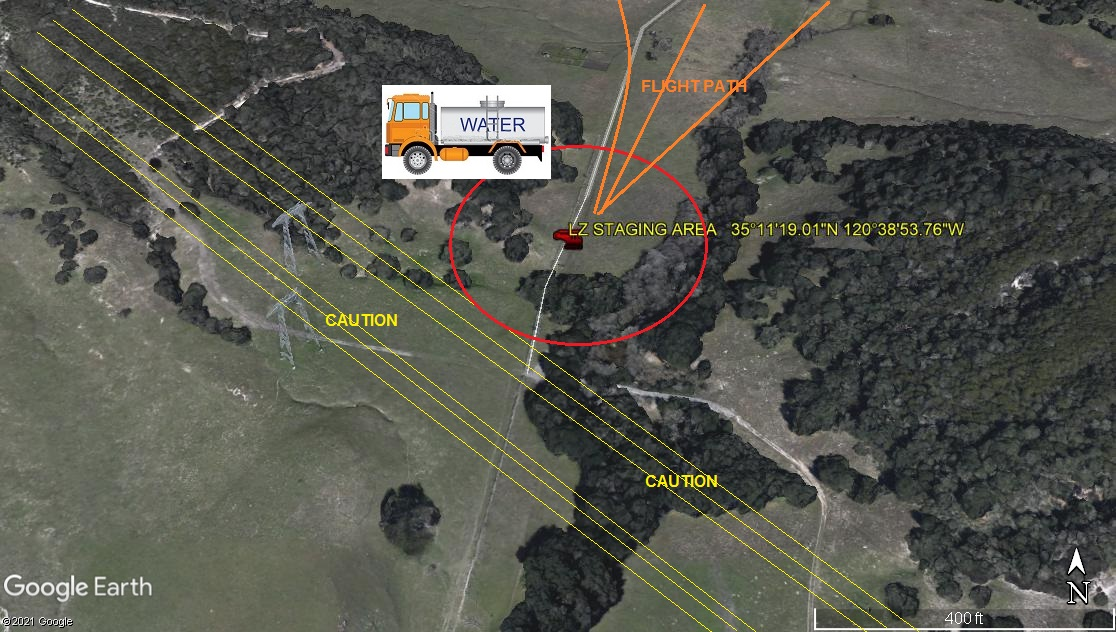 FLIGHT PATH
WATER
LZ STAGING AREA 35°11'19.01"N 120°38'53.76"W
CAUTION
CAUTION
Google Earth
N
©2021 Google
400 ft